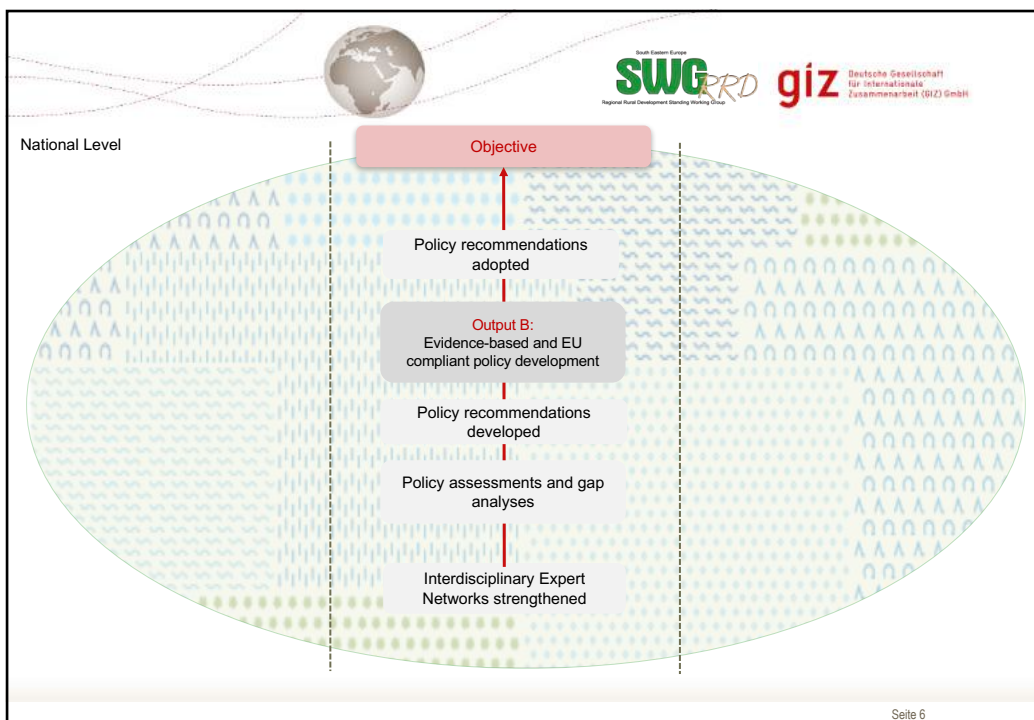 South Eastern Europe
SWG RRD
Regional Rural Development Standing Working Group
giz
Deutsche Gesellschaft
für Internationale
Zusammenarbeit (GIZ) GmbH
National Level
Objective
Policy recommendations
adopted
Output B:
Evidence-based and EU
compliant policy development
Policy recommendations
developed
Policy assessments and gap
analyses
Interdisciplinary Expert
Networks strengthened
Seite 6